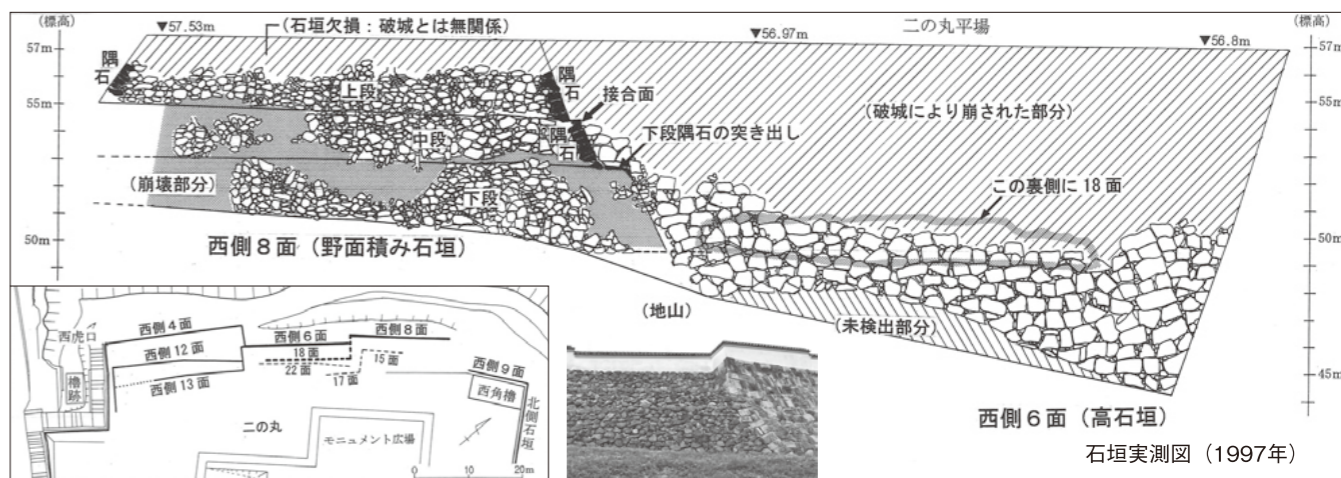 (標高)
▼57.53m
(石垣欠損:破城とは無関係)
▼56.97m
二の丸平場
▼56.8m
(標高)
57m
55m
50m
隅石
上段
隅石
接合面
中段
隅石
下段隅石の突き出し
(破城により崩された部分)
(崩壊部分)
下段
この裏側に18面
西側8面(野面積み石垣)
(地山)
(未検出部分)
57m
55m
50m
45m
西側6面(高石垣)
石垣実測図(1997年)
西虎口
西側4面
西側6面
西側8面
西側12面
18面
15面
22面
17面
西側13面
西側9面
櫓跡
西角櫓
北側石垣
二の丸
モニュメント広場
0 10 20m